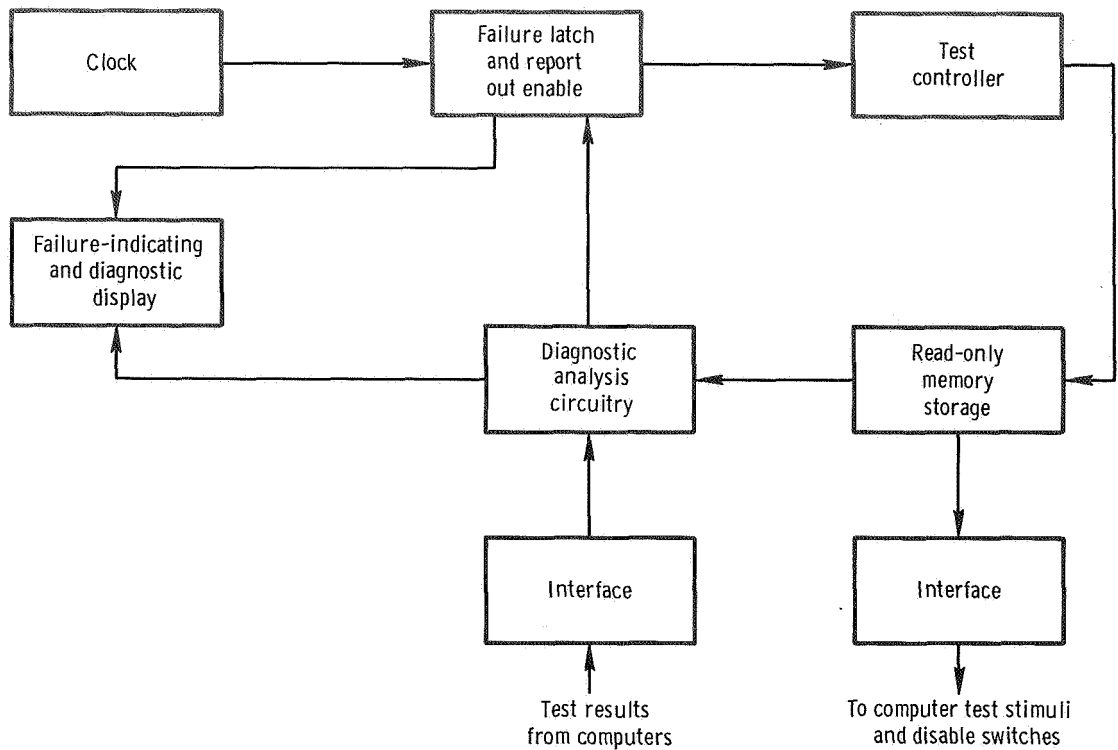 Clock
Failure latch
and report
out enable
Test
controller
Failure-indicating
and diagnostic
display
Diagnostic
analysis
circuitry
Read-only
memory
storage
Interface
Interface
Test results
from computers
To computer test stimuli
and disable switches